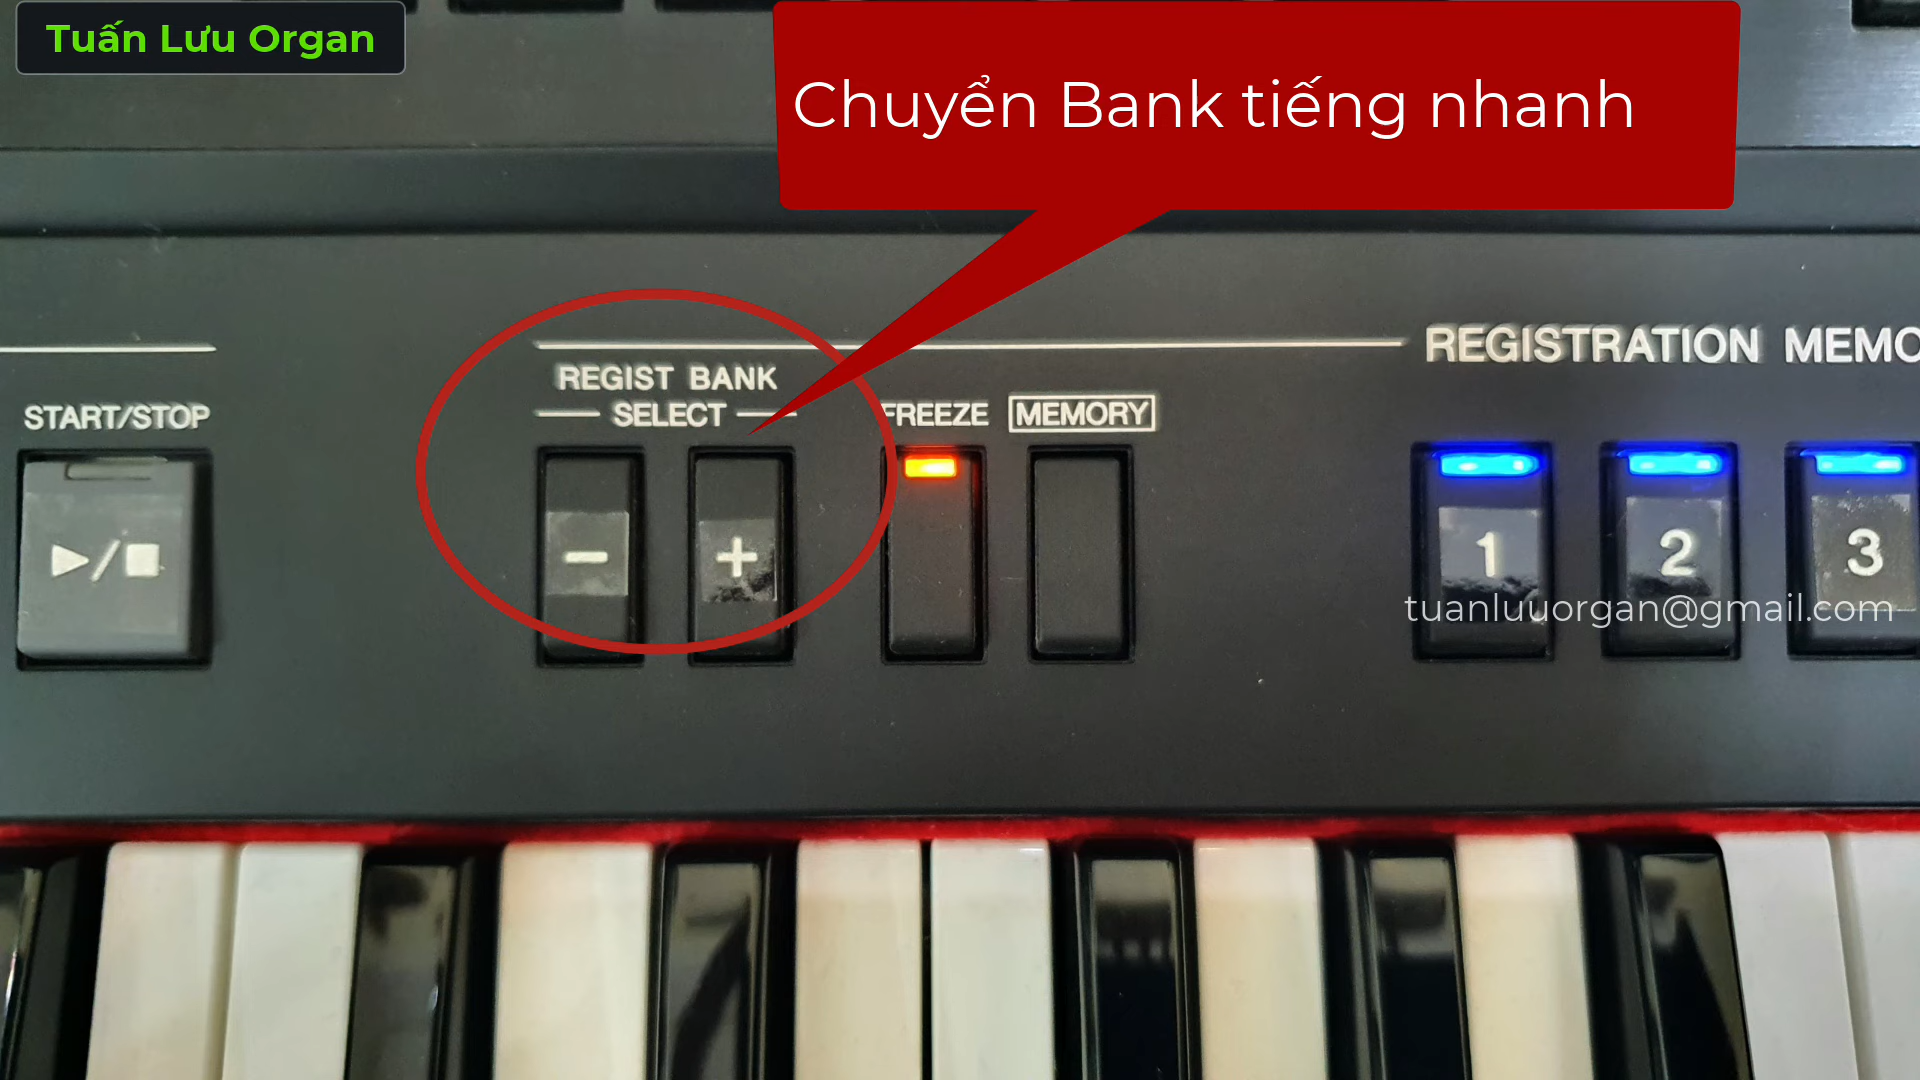 Tuấn Lưu Organ
Chuyển Bank tiếng nhanh
REGISTRATION MEMO
REGIST BANK
SELECT
START/STOP
FREEZE
MEMORY
- +
1 2 3
tuanluuorgan@gmail.com